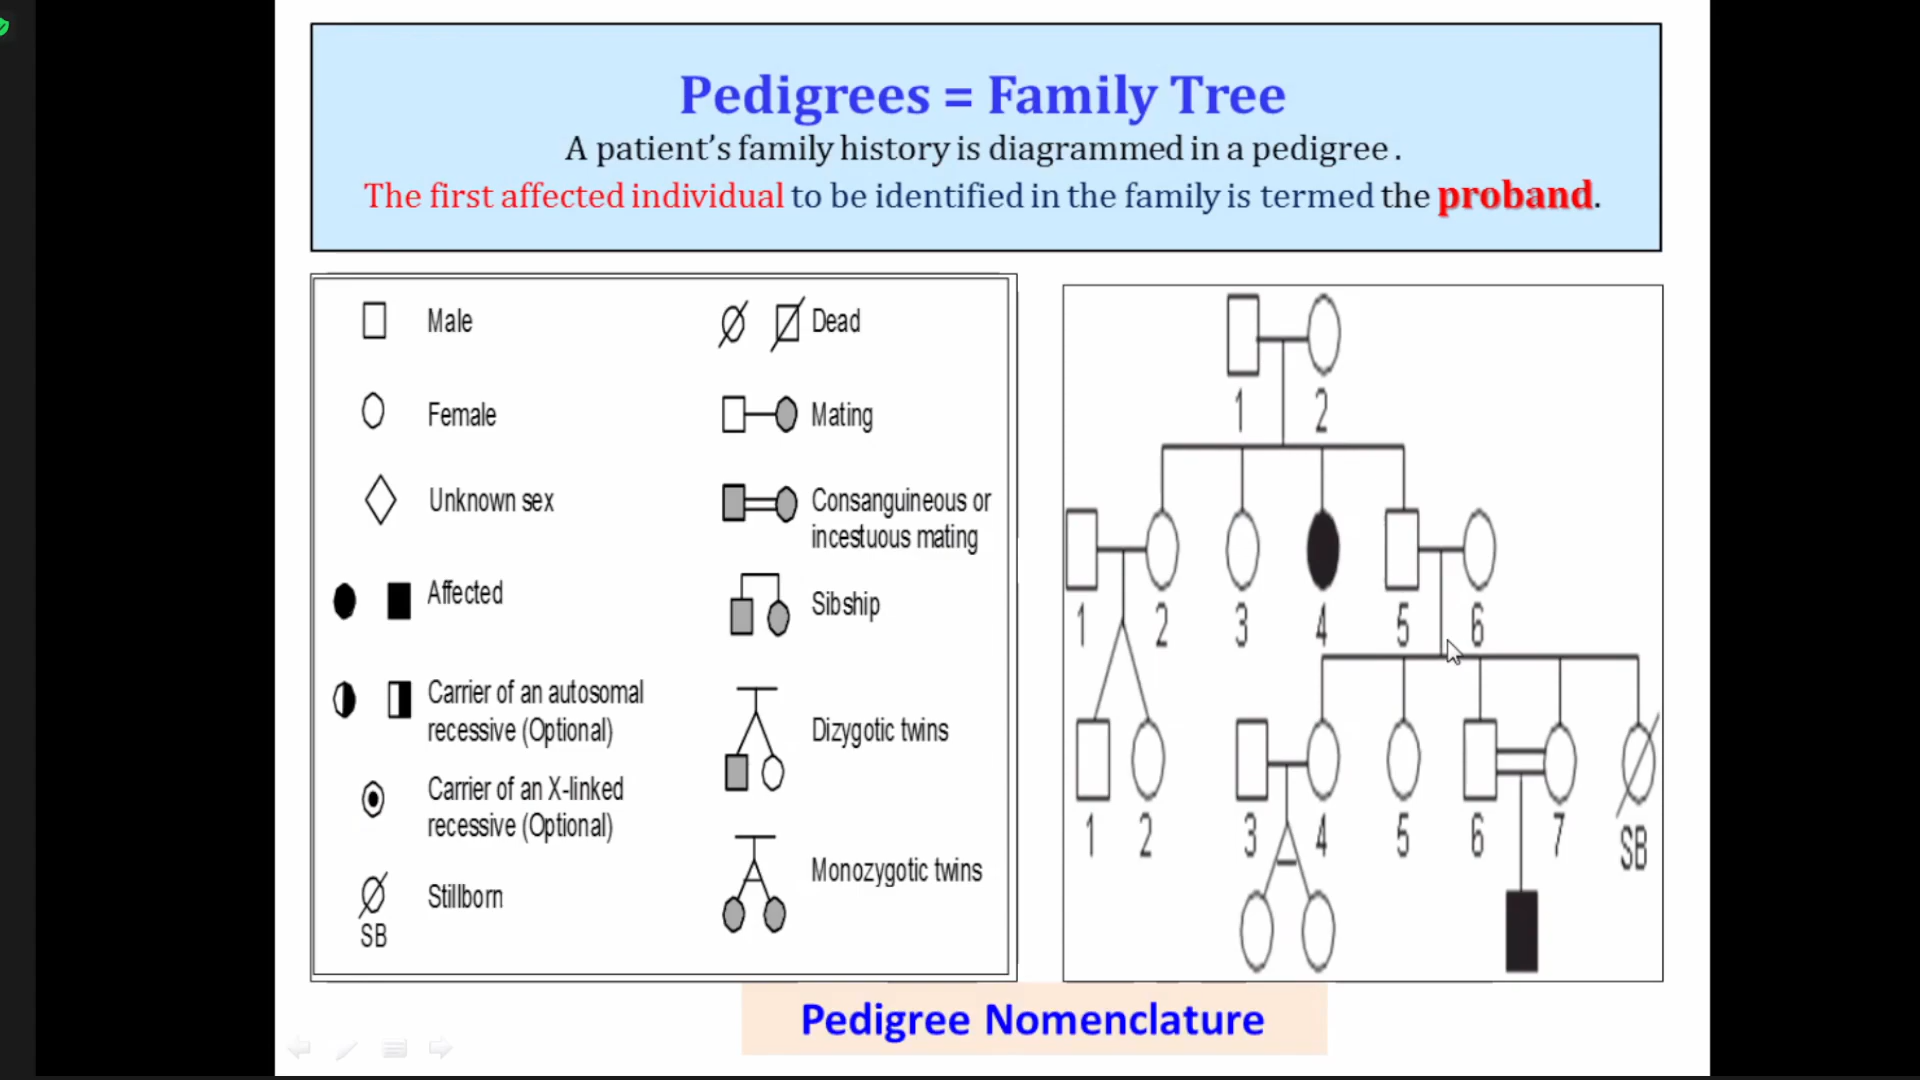 Pedigrees = Family Tree
A patient’s family history is diagrammed in a pedigree .
The first affected individual to be identified in the family is termed the proband.
Male
Female
Unknown sex
Affected
Carrier of an autosomal
recessive (Optional)
Carrier of an X-linked
recessive (Optional)
Stillborn
SB
Dead
Mating
Consanguineous or
incestuous mating
Sibship
Dizygotic twins
Monozygotic twins
1 2
1 2 3 4 5 6
1 2 3 4 5 6 7 SB
Pedigree Nomenclature